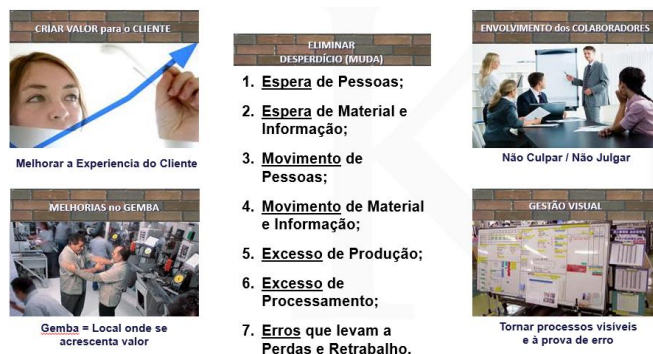 CRIAR VALOR para o CLIENTE
Melhorar a Experiencia do Cliente
MELHORIAS no GEMBA
Gemba = Local onde se
acrescenta valor
ELIMINAR
DESPERDÍCIO (MUDA)
1. Espera de Pessoas;
2. Espera de Material e
Informação;
3. Movimento de
Pessoas;
4. Movimento de Material
e Informação;
5. Excesso de Produção;
6. Excesso de
Processamento;
7. Erros que levam a
Perdas e Retrabalho.
ENVOLVIMENTO dos COLABORADORES
Não Culpar / Não Julgar
GESTÃO VISUAL
Tornar processos visíveis
e à prova de erro